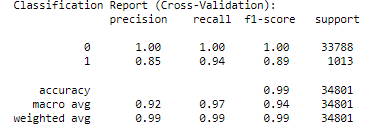 Classification Report (Cross-Validation):
precision recall f1-score support
0 1.00 1.00 1.00 33788
1 0.85 0.94 0.89 1013
accuracy 0.99 34801
macro avg 0.92 0.97 0.94 34801
weighted avg 0.99 0.99 0.99 34801